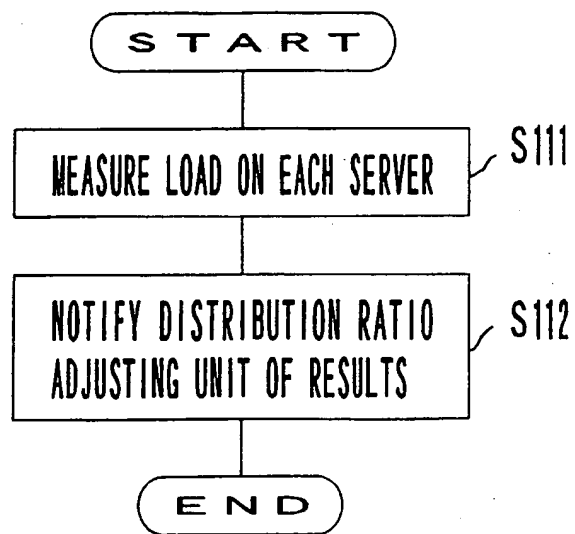 START
MEASURE LOAD ON EACH SERVER
S111
NOTIFY DISTRIBUTION RATIO
ADJUSTING UNIT OF RESULTS
S112
END